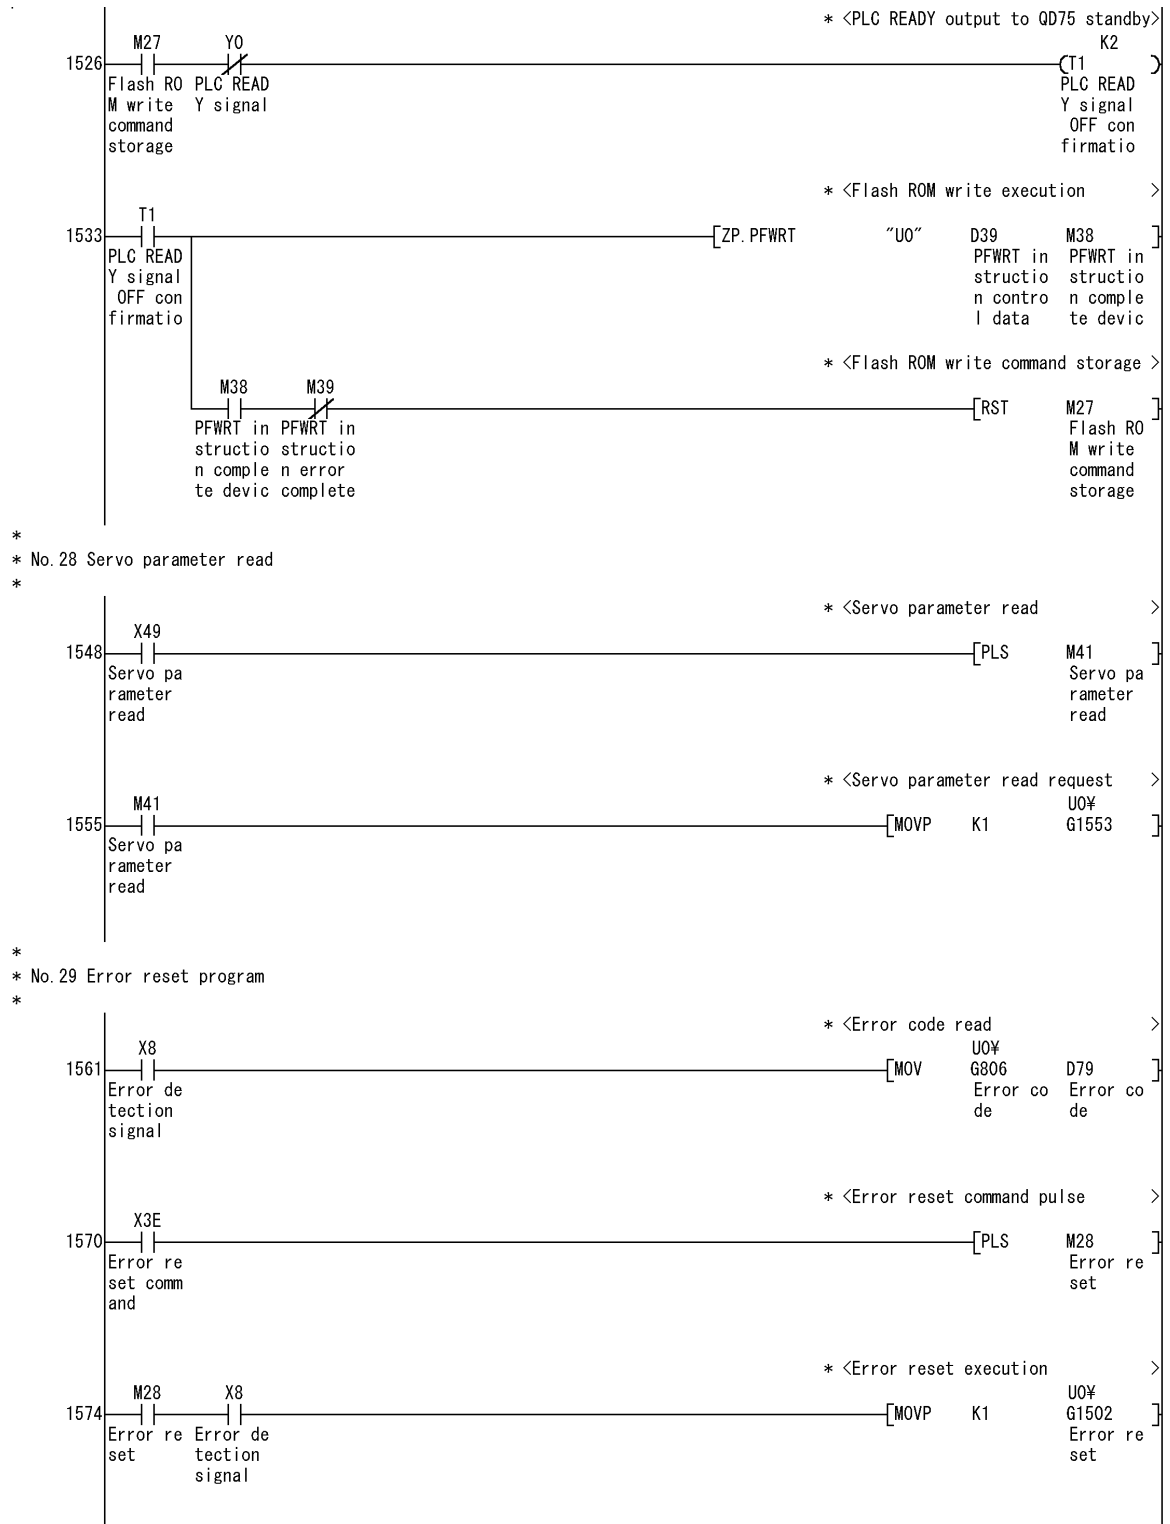 * <PLC READY output to QD75 standby>
M27 Y0 K2
1526 (T1 )
Flash RO PLC READ PLC READ
M write Y signal Y signal
command OFF con
storage firmatio
* <Flash ROM write execution >
T1
1533 [ZP.PFWRT "U0" D39 M38 ]
PLC READ PFWRT in PFWRT in
Y signal structio structio
OFF con n contro n comple
firmatio l data te devic
* <Flash ROM write command storage >
M38 M39
[RST M27 ]
PFWRT in PFWRT in Flash RO
structio structio M write
n comple n error command
te devic complete storage
*
* No.28 Servo parameter read
*
* <Servo parameter read >
X49
1548 [PLS M41 ]
Servo pa Servo pa
rameter rameter
read read
* <Servo parameter read request >
M41 U0¥
1555 [MOVP K1 G1553 ]
Servo pa
rameter
read
*
* No.29 Error reset program
*
* <Error code read >
X8 U0¥
1561 [MOV G806 D79 ]
Error de Error co Error co
tection de de
signal
* <Error reset command pulse >
X3E
1570 [PLS M28 ]
Error re Error re
set comm set
and
* <Error reset execution >
M28 X8 U0¥
1574 [MOVP K1 G1502 ]
Error re Error de Error re
set tection set
signal